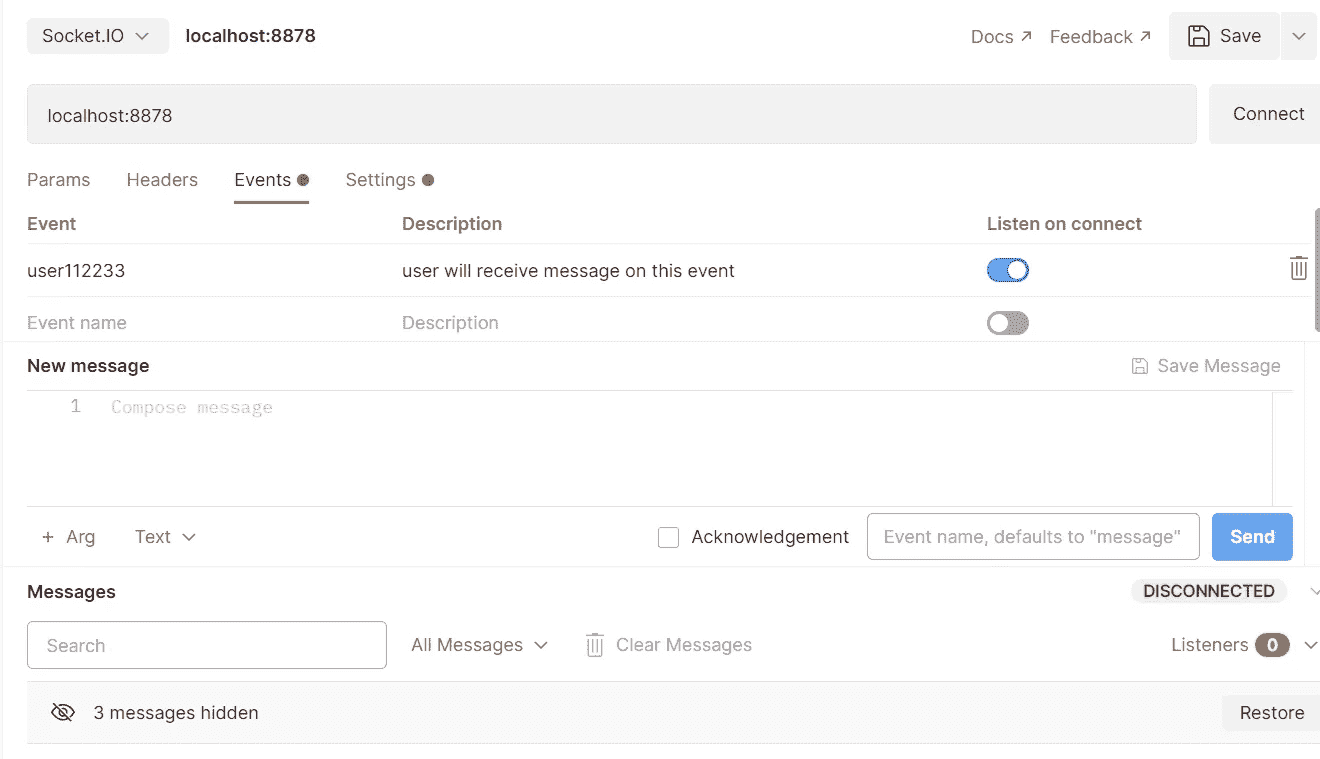 Socket.IO localhost:8878 Docs ↗ Feedback ↗ Save
localhost:8878 Connect
Params Headers Events Settings
Event Description Listen on connect
user112233 user will receive message on this event
Event name Description
New message Save Message
1 Compose message
+ Arg Text Acknowledgement Event name, defaults to "message" Send
Messages DISCONNECTED
Search All Messages Clear Messages Listeners 0
3 messages hidden Restore